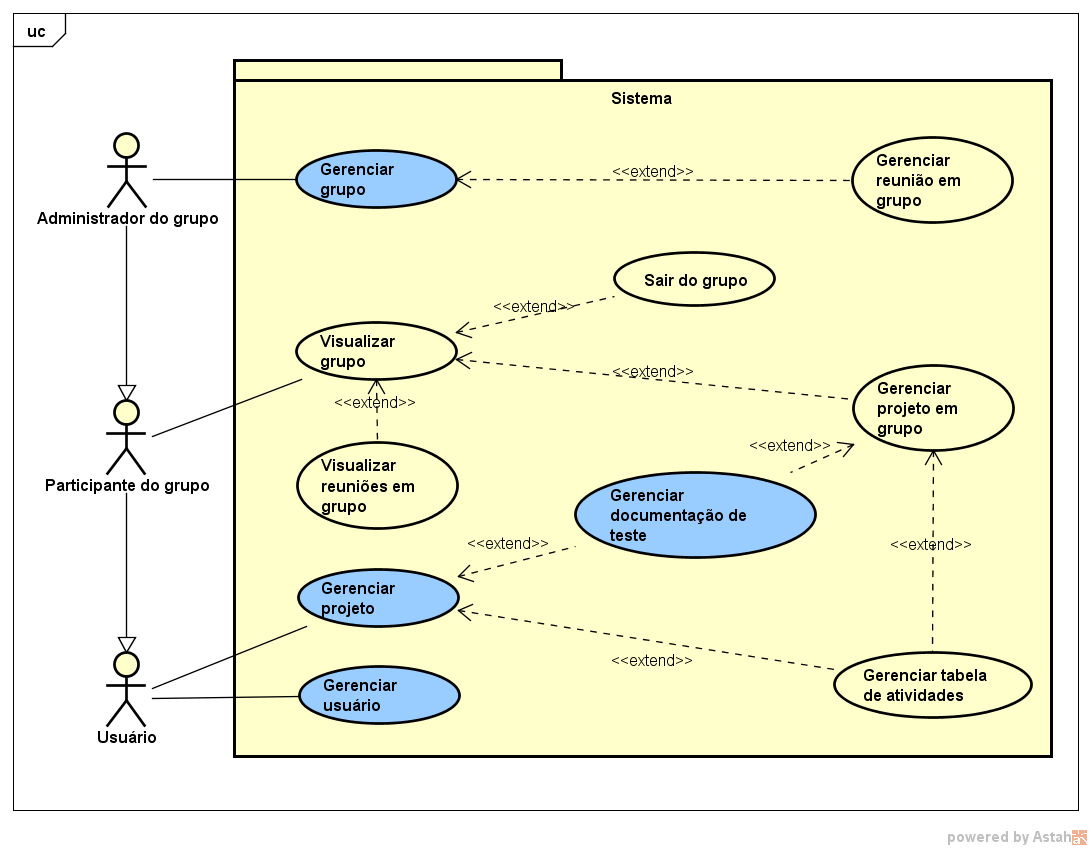 uc
Sistema
Gerenciar
grupo
<<extend>>
Gerenciar
reunião em
grupo
Administrador do grupo
Sair do grupo
<<extend>>
Visualizar
grupo
<<extend>>
Gerenciar
projeto em
grupo
<<extend>>
<<extend>>
Participante do grupo
Visualizar
reuniões em
grupo
Gerenciar
documentação de
teste
<<extend>>
<<extend>>
Gerenciar
projeto
<<extend>>
Gerenciar
usuário
Gerenciar tabela
de atividades
Usuário
powered by Astah